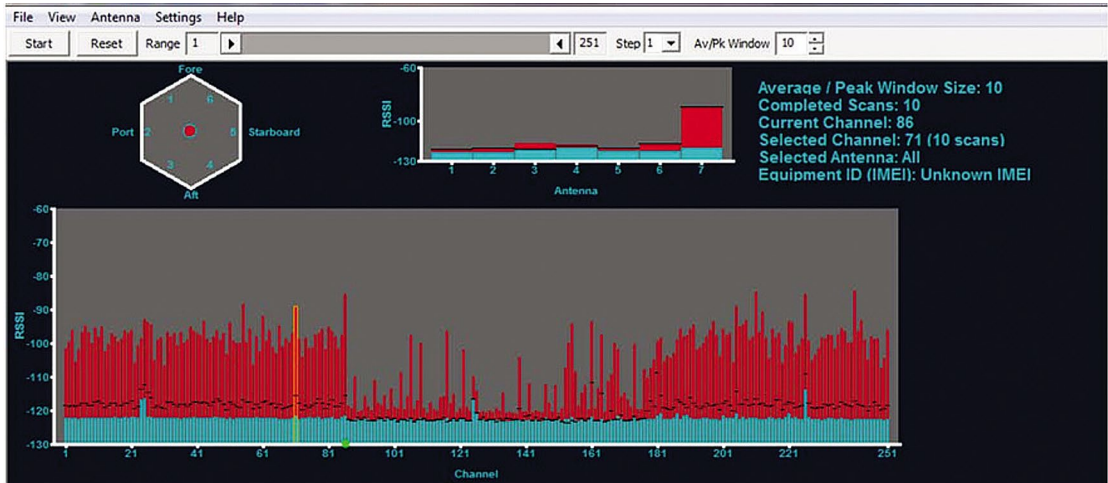 File View Antenna Settings Help
Start Reset Range 1 251 Step 1 Av/Pk Window 10
Fore
1 6
Port 2 5 Starboard
3 4
Aft
-60
-100
-130
RSSI
1 2 3 4 5 6 7
Antenna
Average / Peak Window Size: 10
Completed Scans: 10
Current Channel: 86
Selected Channel: 71 (10 scans)
Selected Antenna: All
Equipment ID (IMEI): Unknown IMEI
-60
-70
-80
-90
-100
-110
-120
-130
RSSI
1 21 41 61 81 101 121 141 161 181 201 221 251
Channel